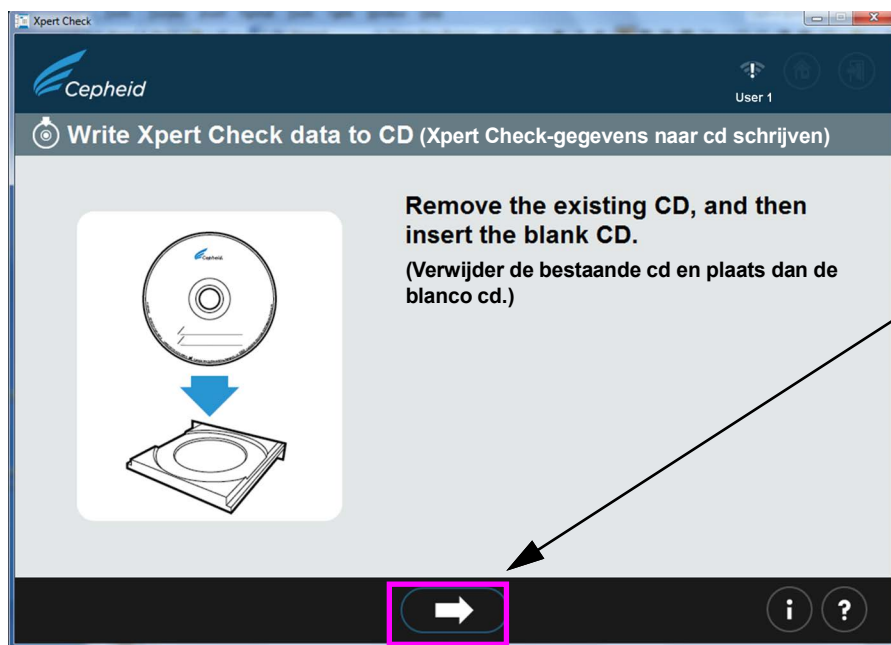 Xpert Check
Cepheid
User 1
Write Xpert Check data to CD (Xpert Check-gegevens naar cd schrijven)
Remove the existing CD, and then
insert the blank CD.
(Verwijder de bestaande cd en plaats dan de
blanco cd.)
Cepheid.
i ?